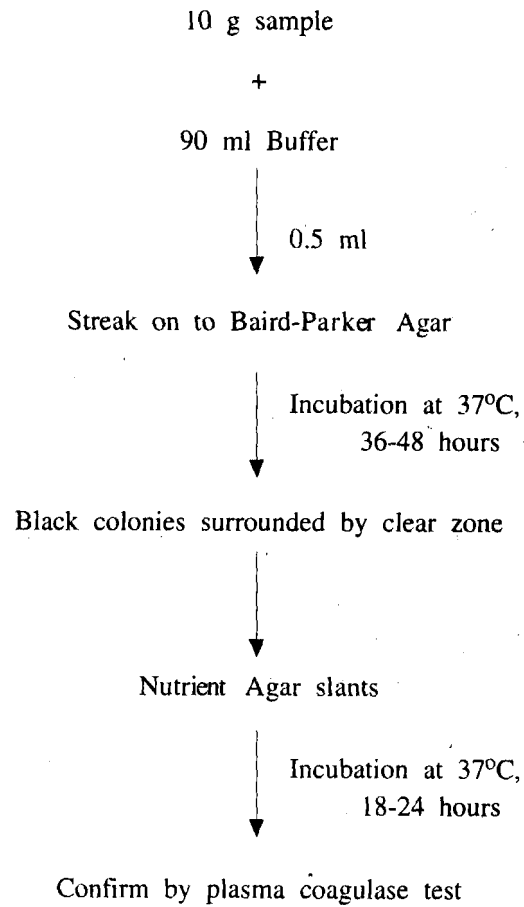 10 g sample
+
90 ml Buffer
0.5 ml
Streak on to Baird-Parker Agar
Incubation at 37°C,
36-48 hours
Black colonies surrounded by clear zone
Nutrient Agar slants
Incubation at 37°C,
18-24 hours
Confirm by plasma coagulase test